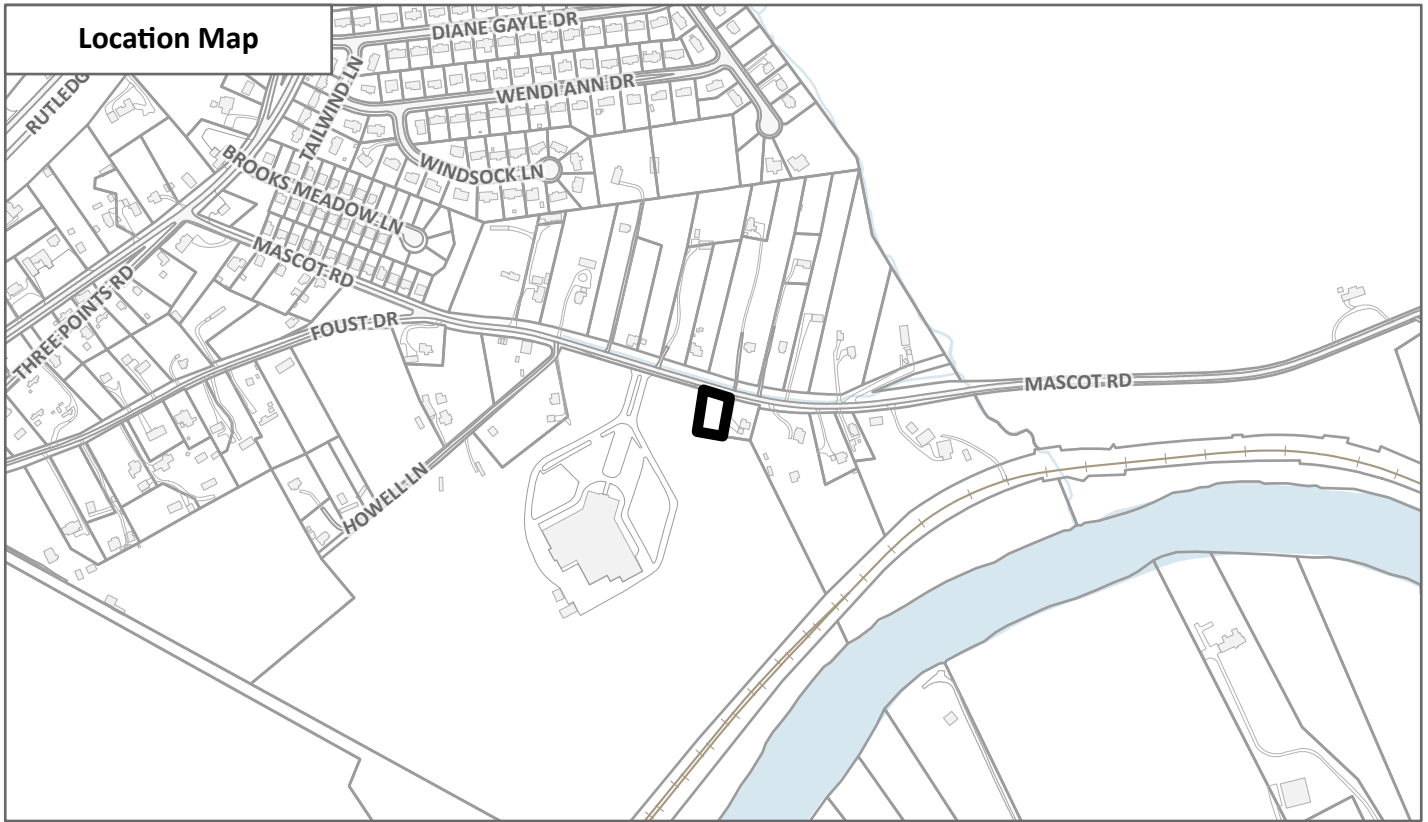 Location Map
DIANE GAYLE DR
WENDI ANN DR
TAILWIND LN
RUTLEDG
WINDSOCK LN
BROOKS MEADOW LN
MASCOT RD
THREE POINTS RD
FOUST DR
MASCOT RD
HOWELL LN